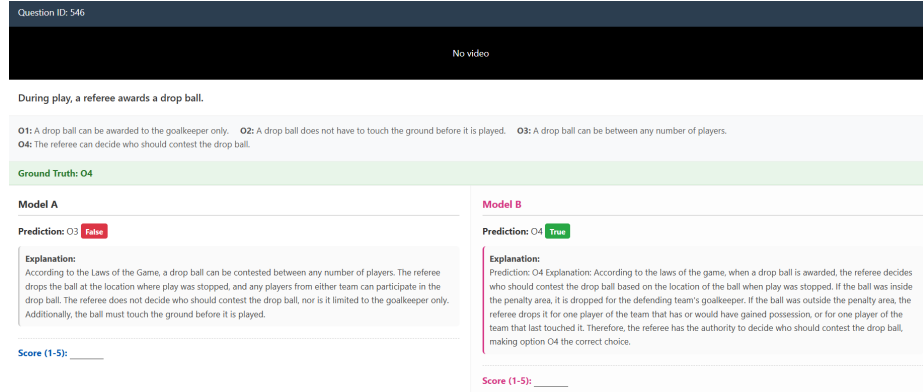 Question ID: 546
No video
During play, a referee awards a drop ball.
O1: A drop ball can be awarded to the goalkeeper only. O2: A drop ball does not have to touch the ground before it is played. O3: A drop ball can be between any number of players.
O4: The referee can decide who should contest the drop ball.
Ground Truth: O4
Model A
Prediction: O3 False
Explanation:
According to the Laws of the Game, a drop ball can be contested between any number of players. The referee
drops the ball at the location where play was stopped, and any players from either team can participate in the
drop ball. The referee does not decide who should contest the drop ball, nor is it limited to the goalkeeper only.
Additionally, the ball must touch the ground before it is played.
Score (1-5): ______
Model B
Prediction: O4 True
Explanation:
Prediction: O4 Explanation: According to the laws of the game, when a drop ball is awarded, the referee decides
who should contest the drop ball based on the location of the ball when play was stopped. If the ball was inside
the penalty area, it is dropped for the defending team's goalkeeper. If the ball was outside the penalty area, the
referee drops it for one player of the team that has or would have gained possession, or for one player of the
team that last touched it. Therefore, the referee has the authority to decide who should contest the drop ball,
making option O4 the correct choice.
Score (1-5): ______